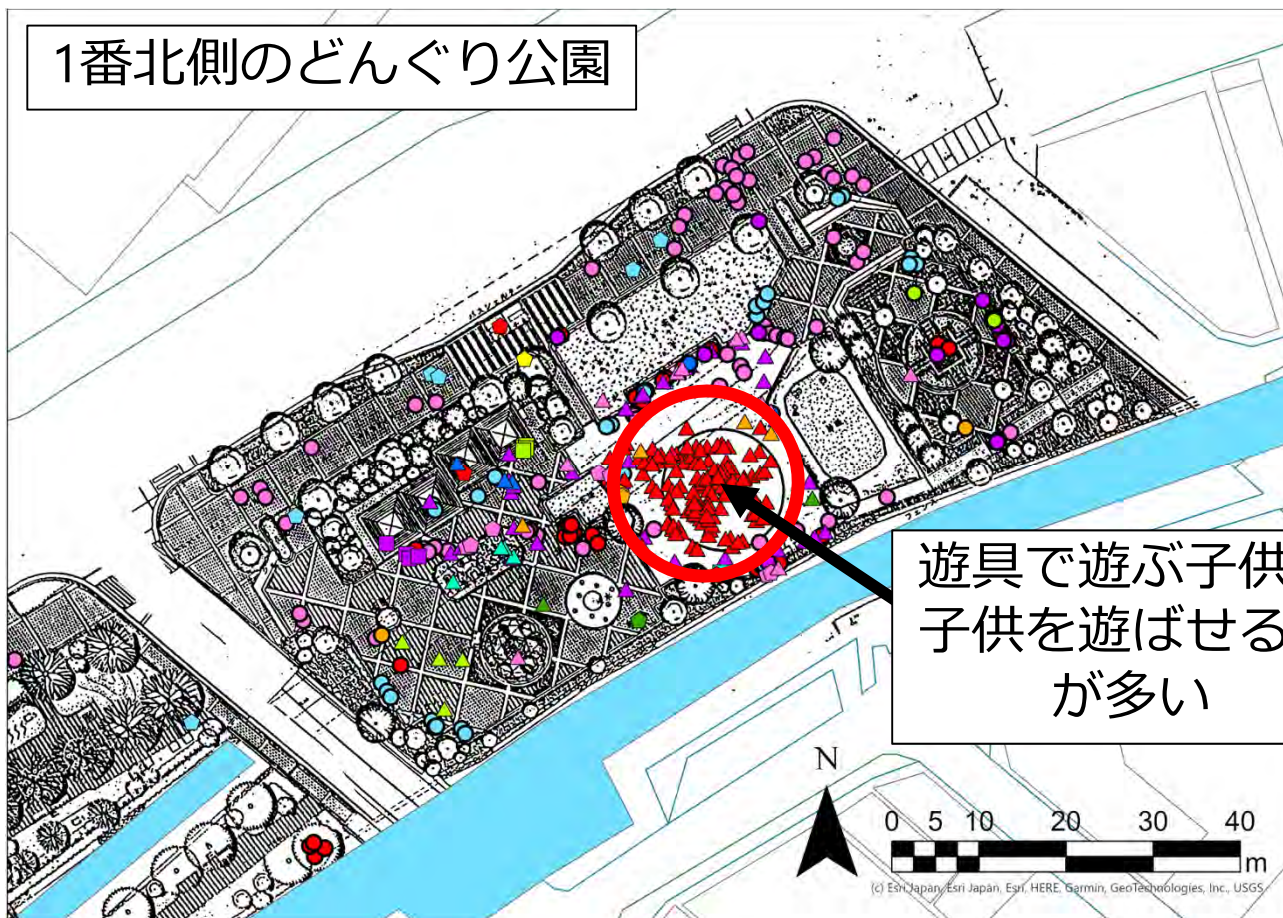 1番北側のどんぐり公園
遊具で遊ぶ子供
子供を遊ばせる
が多い
N
0 5 10 20 30 40
m
(c) Esri Japan, Esri Japan, Esri, HERE, Garmin, GeoTechnologies, Inc., USGS